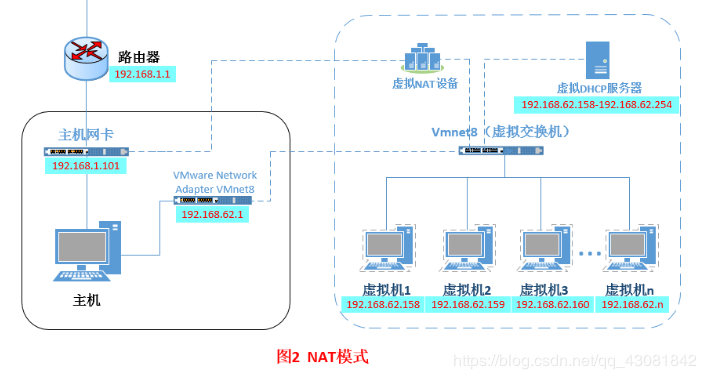 路由器
192.168.1.1
虚拟NAT设备
虚拟DHCP服务器
192.168.62.158-192.168.62.254
主机网卡
192.168.1.101
Vmnet8（虚拟交换机）
VMware Network
Adapter VMnet8
192.168.62.1
主机
虚拟机1
虚拟机2
虚拟机3
虚拟机n
192.168.62.158
192.168.62.159
192.168.62.160
192.168.62.n
图2 NAT模式
https://blog.csdn.net/qq_43081842